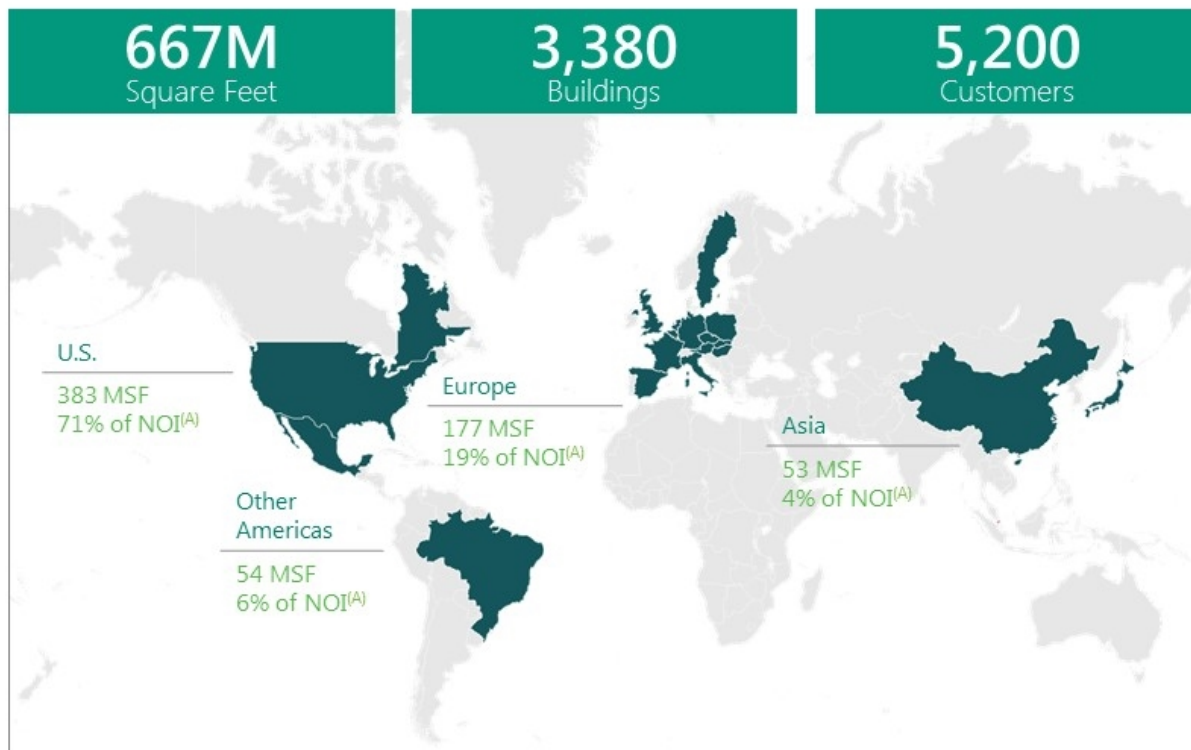 667M
Square Feet
3,380
Buildings
5,200
Customers
U.S.
383 MSF
71% of NOI(A)
Europe
177 MSF
19% of NOI(A)
Asia
53 MSF
4% of NOI(A)
Other
Americas
54 MSF
6% of NOI(A)